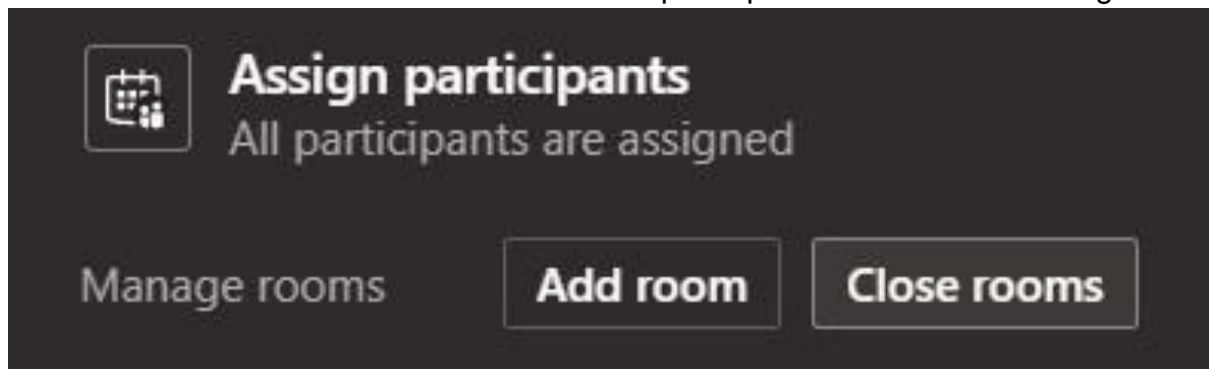 Assign participants
All participants are assigned
Manage rooms Add room Close rooms